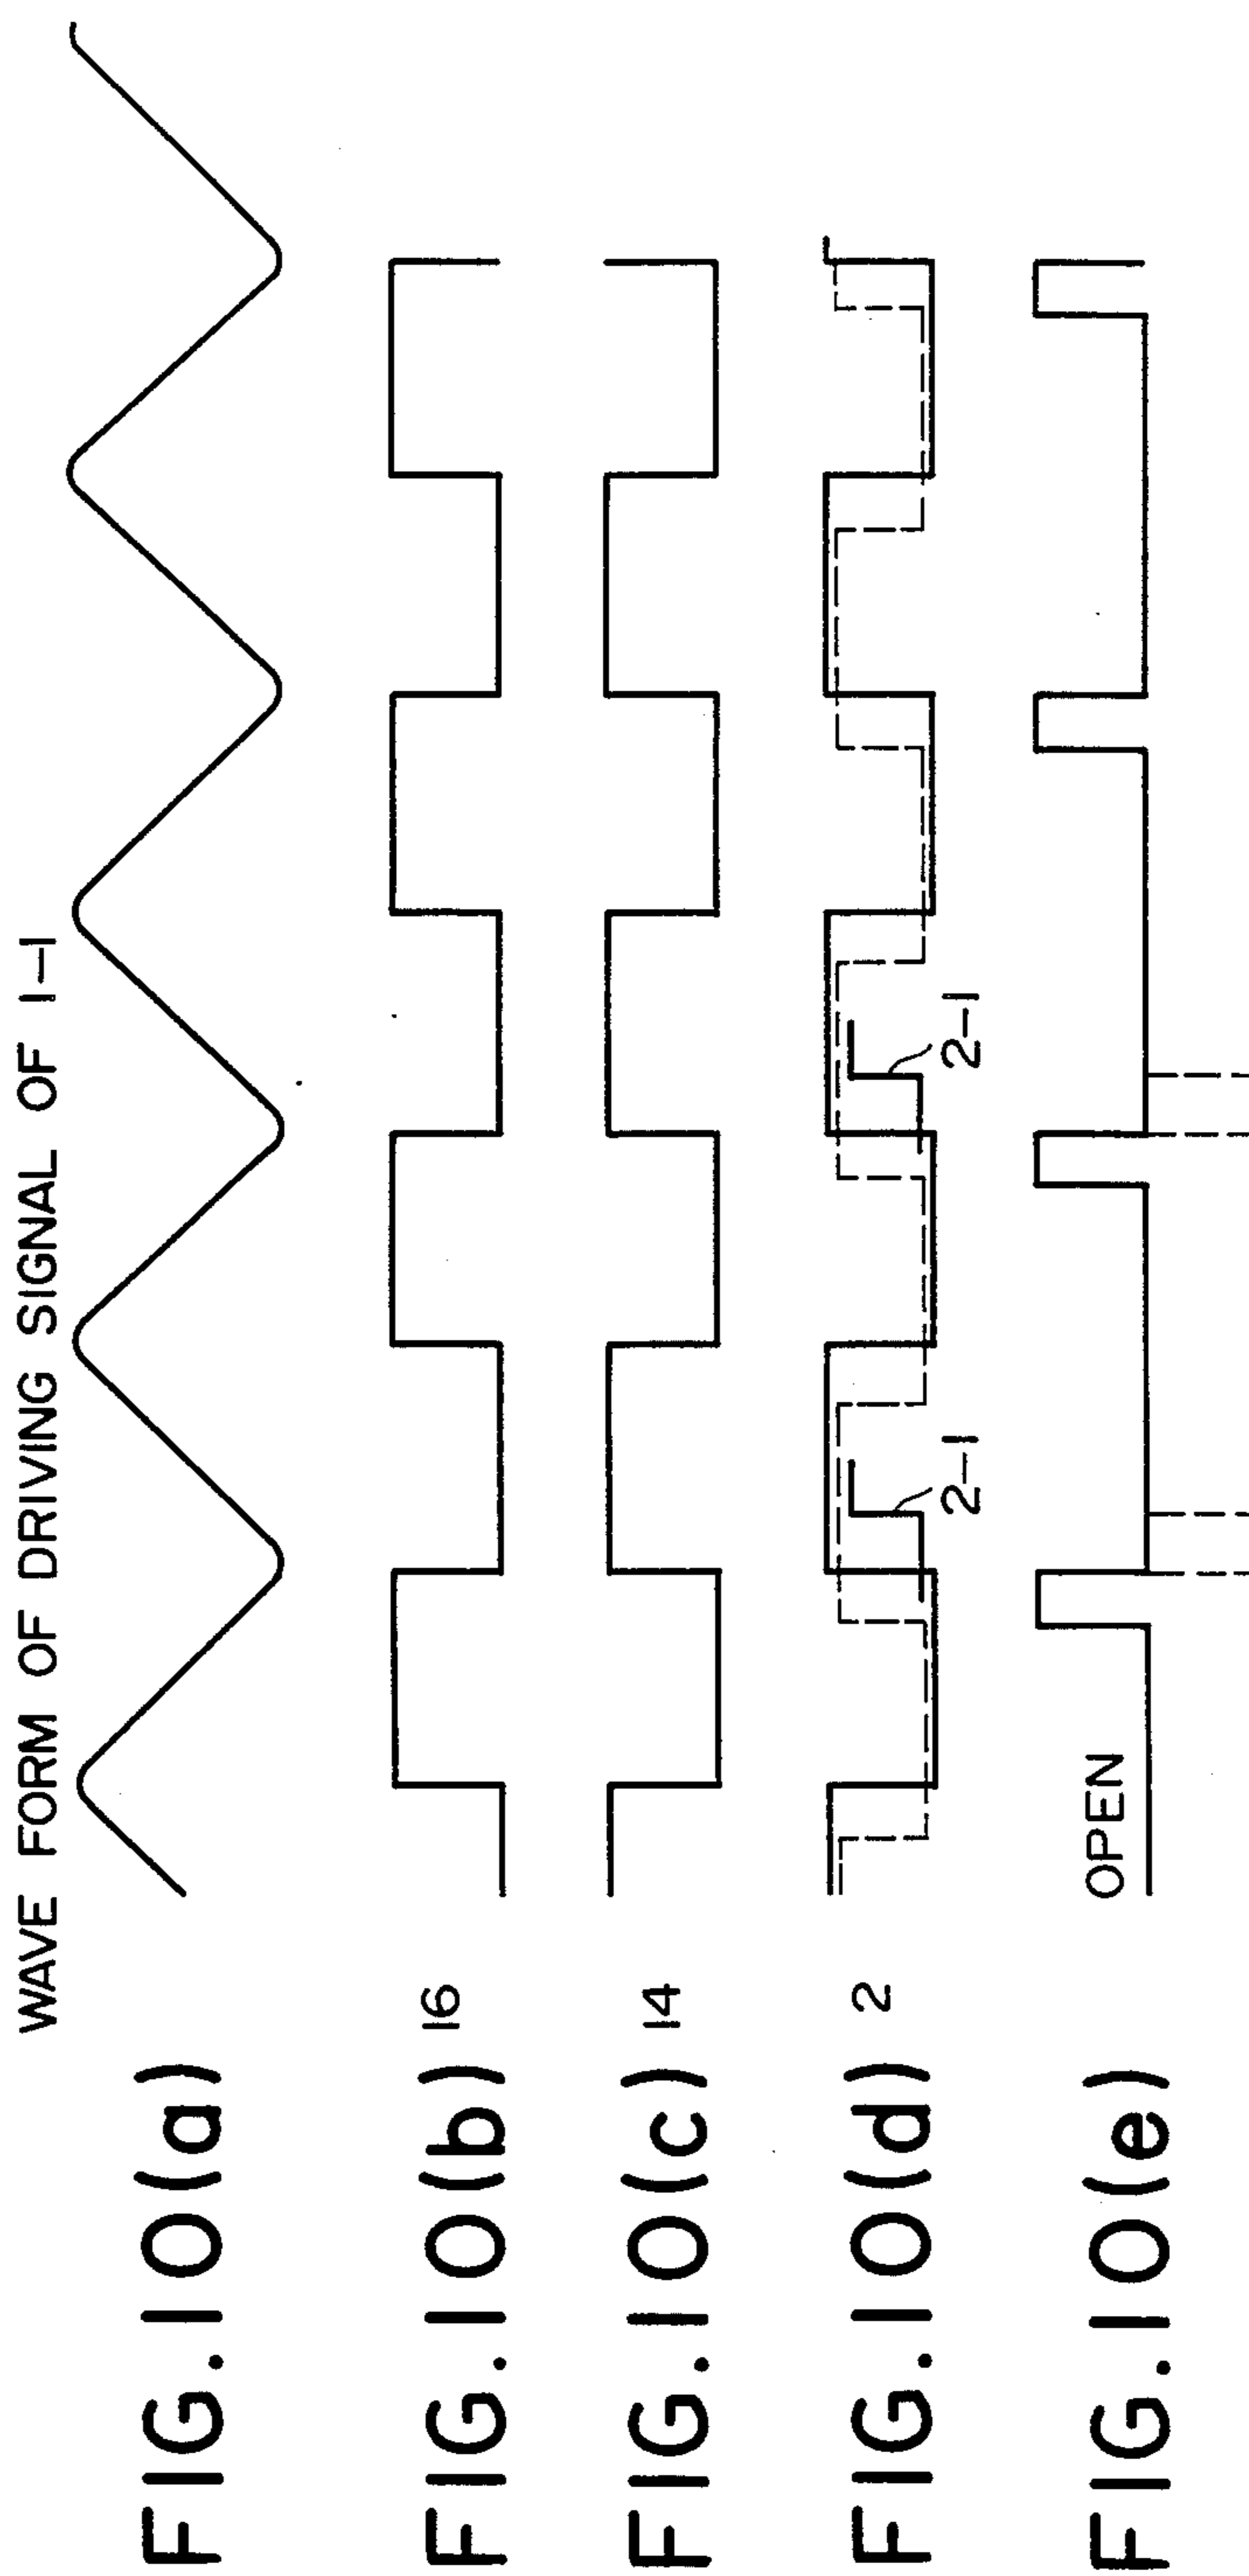 WAVE FORM OF DRIVING SIGNAL OF 1-1
FIG.10(a)
FIG.10(b) 16
FIG.10(c) 14
FIG.10(d) 2
2-1
2-1
FIG.10(e)
OPEN